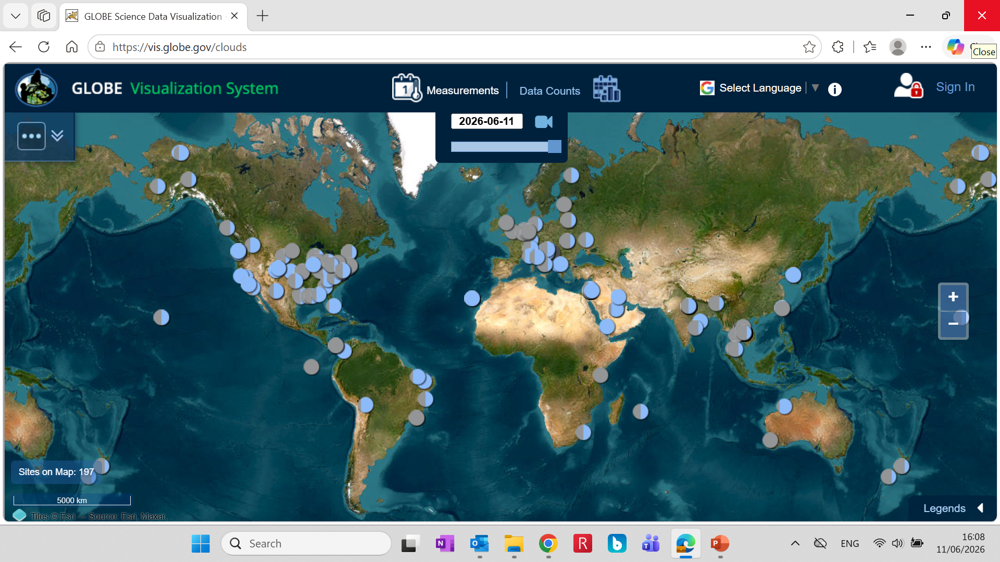 GLOBE Science Data Visualization
https://vis.globe.gov/clouds
Close
GLOBE Visualization System
1
Measurements
Data Counts
G Select Language
Sign In
2026-06-11
+
−
Sites on Map: 197
5000 km
Tiles © Esri — Source: Esri, Maxar,
Legends
Search
ENG
16:08
11/06/2026